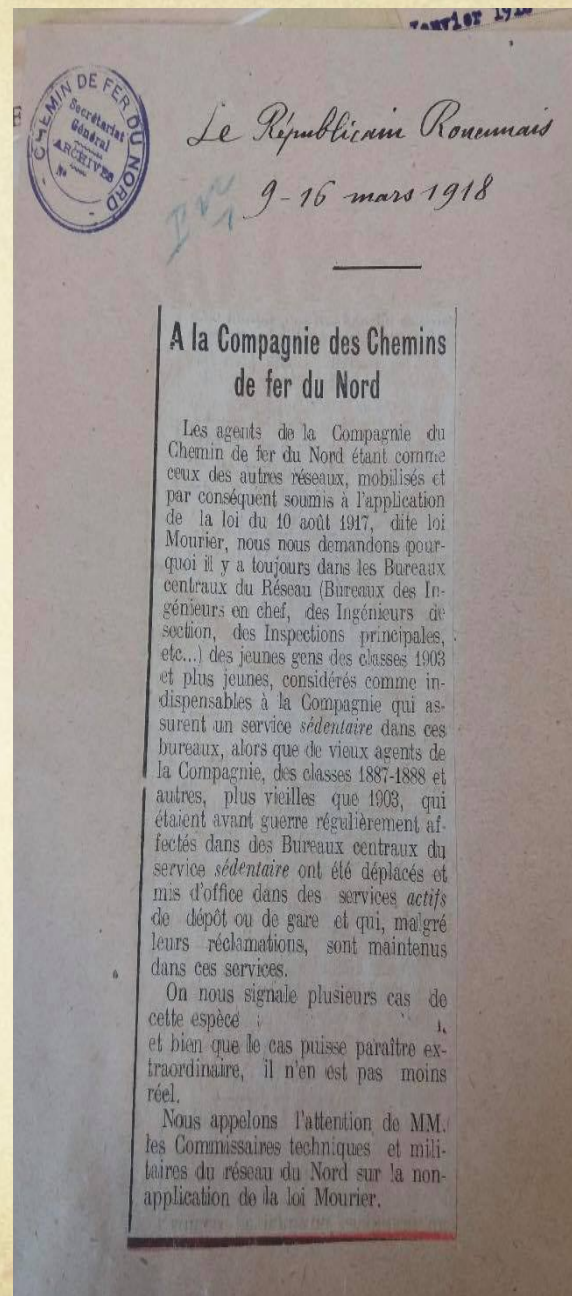 Janvier 191
CHEMIN DE FER DU NORD
Secrétariat
Général
ARCHIVES
No
Le Républicain Rouennais
9-16 mars 1918
A la Compagnie des Chemins
de fer du Nord
Les agents de la Compagnie du
Chemin de fer du Nord étant comme
ceux des autres réseaux, mobilisés et
par conséquent soumis à l'application
de la loi du 10 août 1917, dite loi
Mourier, nous nous demandons pour-
quoi il y a toujours dans les Bureaux
centraux du Réseau (Bureaux des In-
génieurs en chef, des Ingénieurs de
section, des Inspections principales,
etc...) des jeunes gens des classes 1903
et plus jeunes, considérés comme in-
dispensables à la Compagnie qui as-
surent un service sédentaire dans ces
bureaux, alors que de vieux agents de
la Compagnie, des classes 1887-1888 et
autres, plus vieilles que 1903, qui
étaient avant guerre régulièrement af-
fectés dans des Bureaux centraux du
service sédentaire ont été déplacés et
mis d'office dans des services actifs
de dépôt ou de gare et qui, malgré
leurs réclamations, sont maintenus
dans ces services.
On nous signale plusieurs cas de
cette espèce
et bien que le cas puisse paraître ex-
traordinaire, il n'en est pas moins
réel.
Nous appelons l'attention de MM.
les Commissaires techniques et mili-
taires du réseau du Nord sur la non-
application de la loi Mourier.